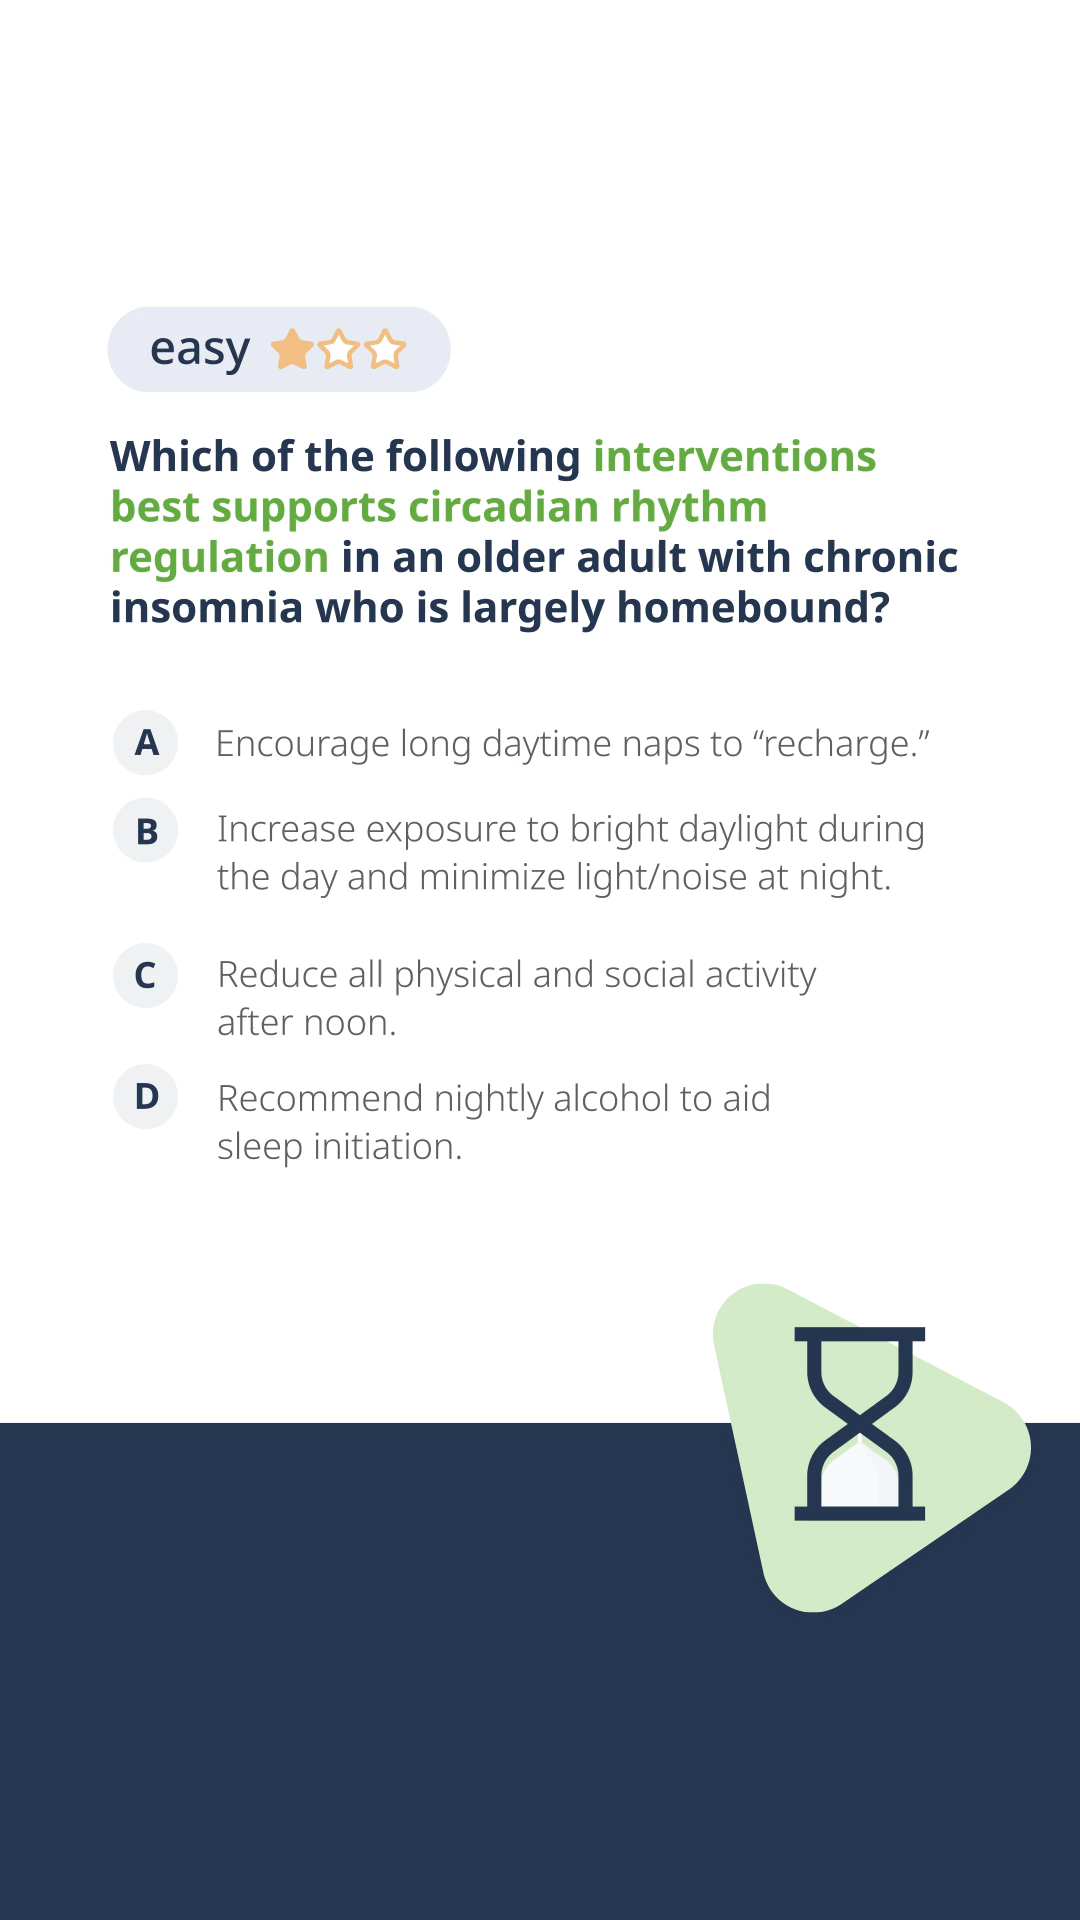 easy
Which of the following interventions
best supports circadian rhythm
regulation in an older adult with chronic
insomnia who is largely homebound?
A Encourage long daytime naps to “recharge.”
B Increase exposure to bright daylight during
the day and minimize light/noise at night.
C Reduce all physical and social activity
after noon.
D Recommend nightly alcohol to aid
sleep initiation.